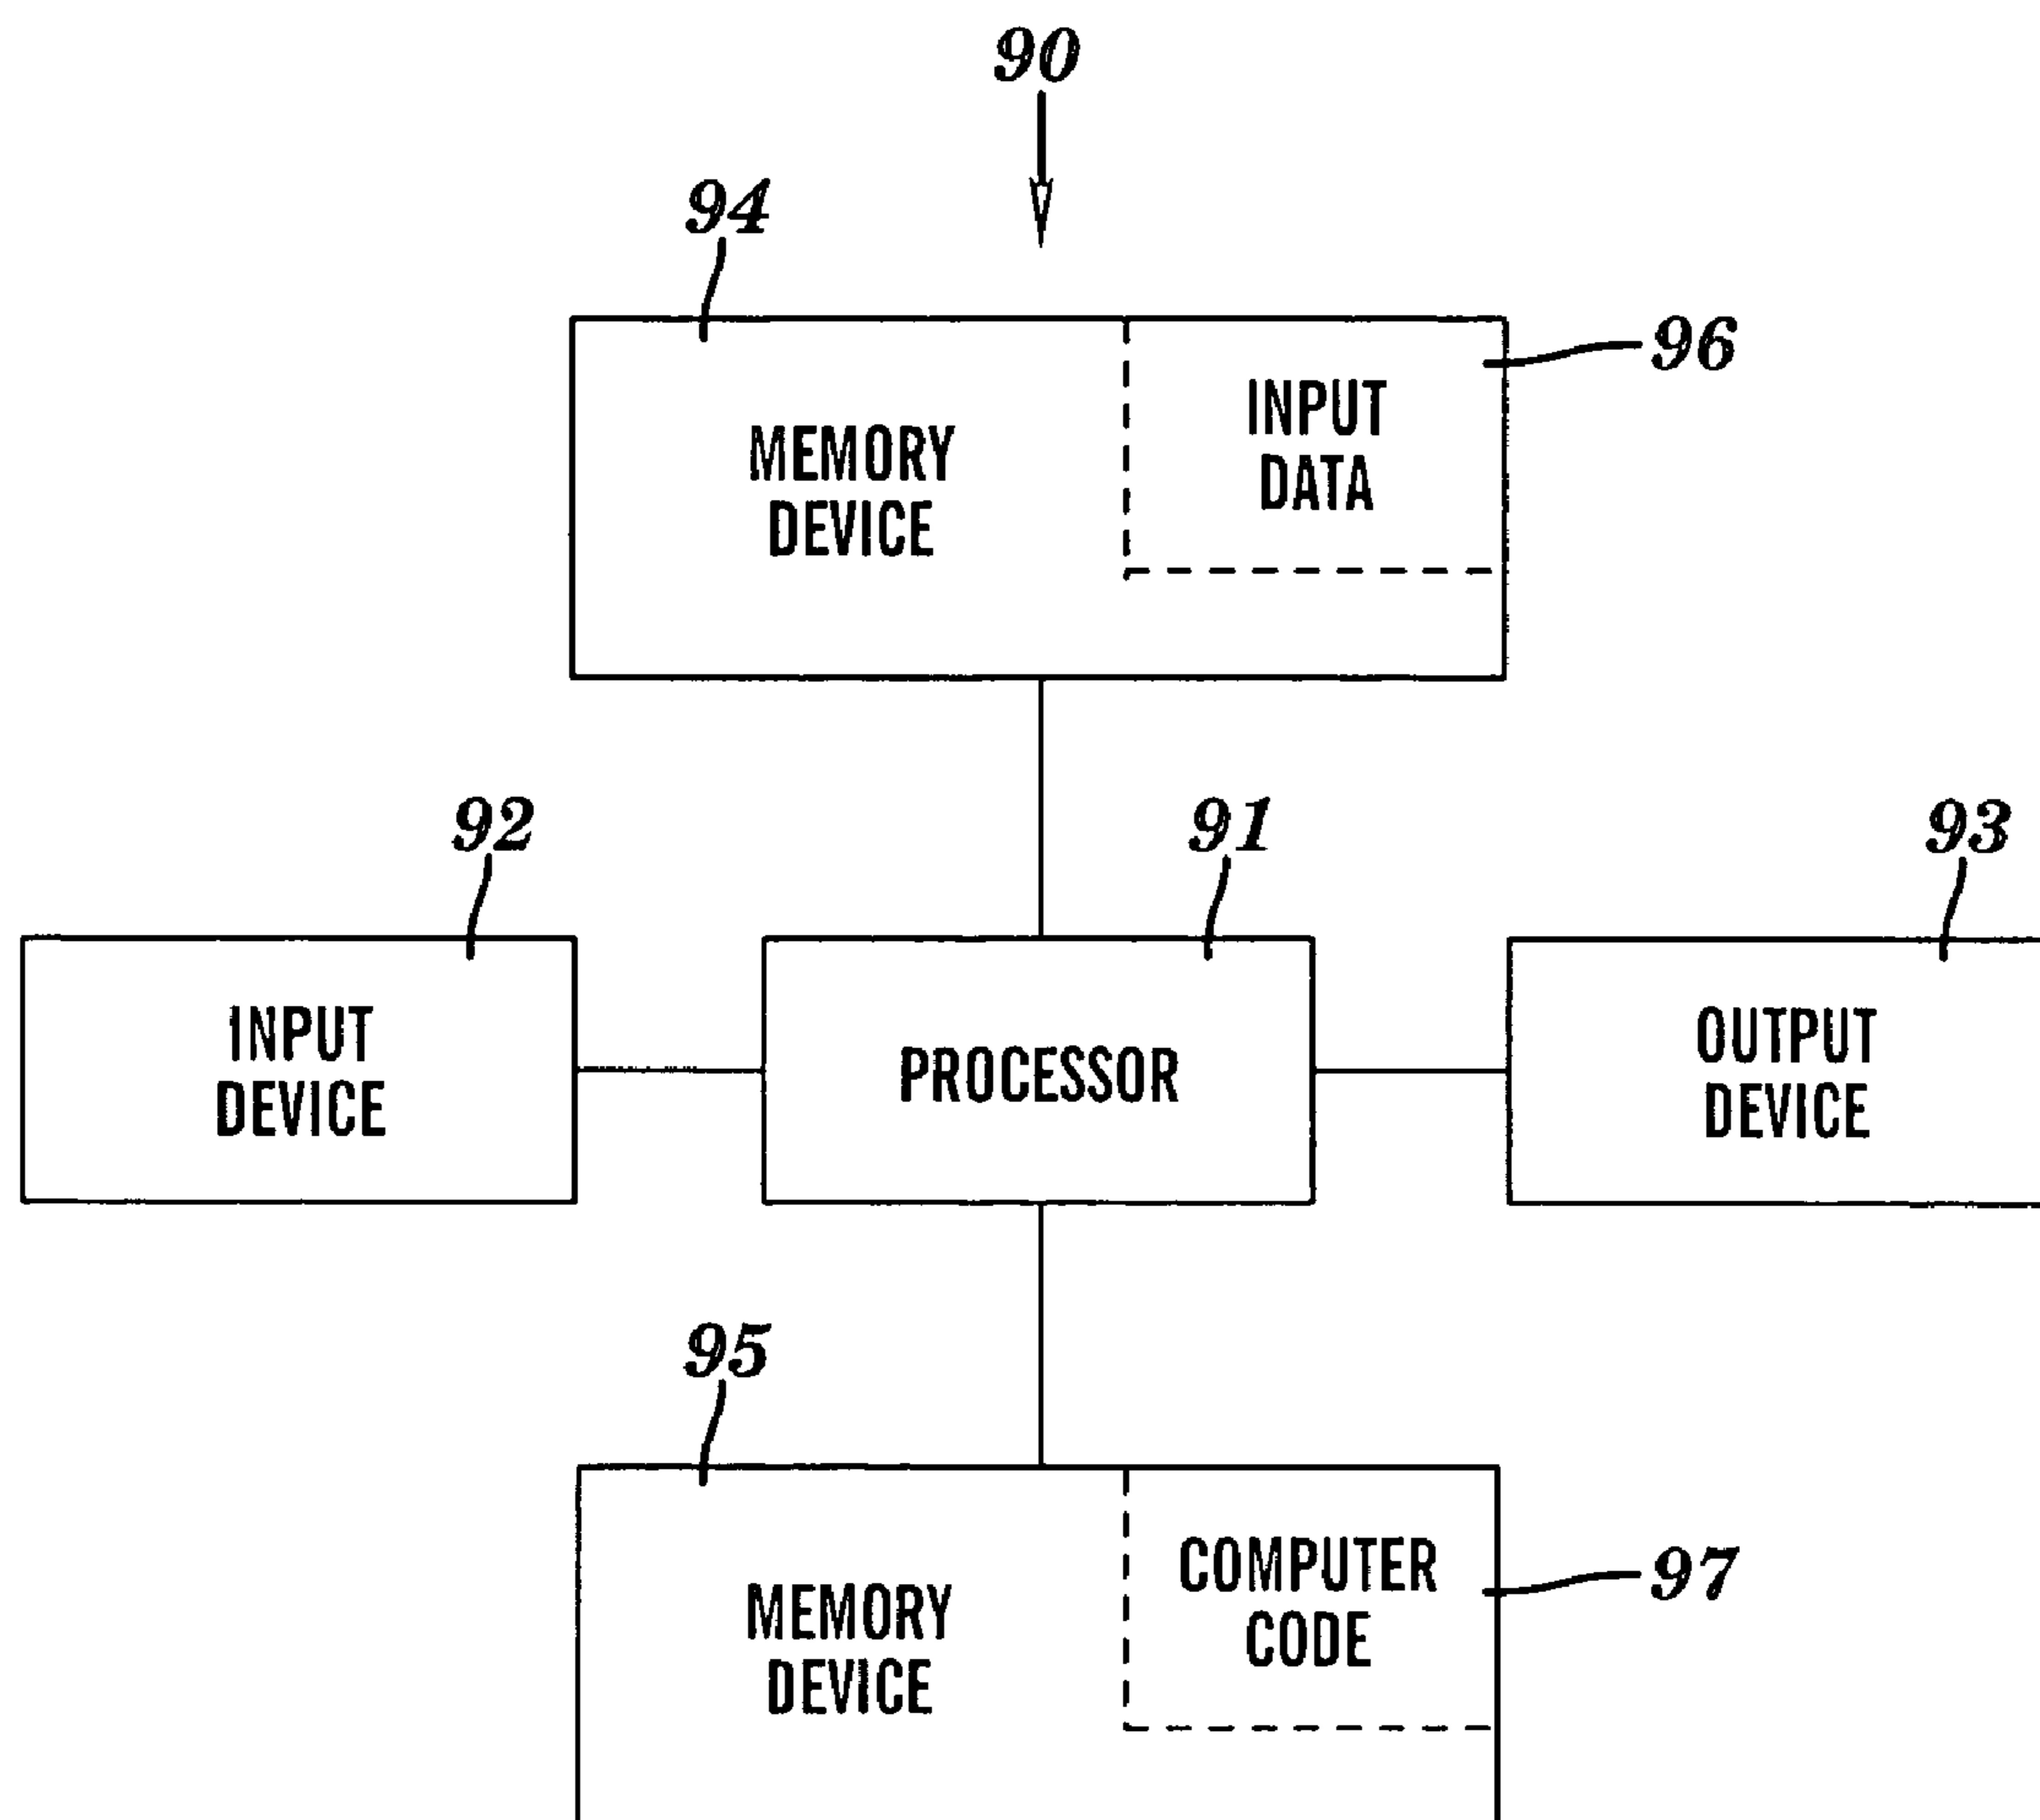 90
94
96
MEMORY
DEVICE
INPUT
DATA
92
91
93
INPUT
DEVICE
PROCESSOR
OUTPUT
DEVICE
95
MEMORY
DEVICE
COMPUTER
CODE
97